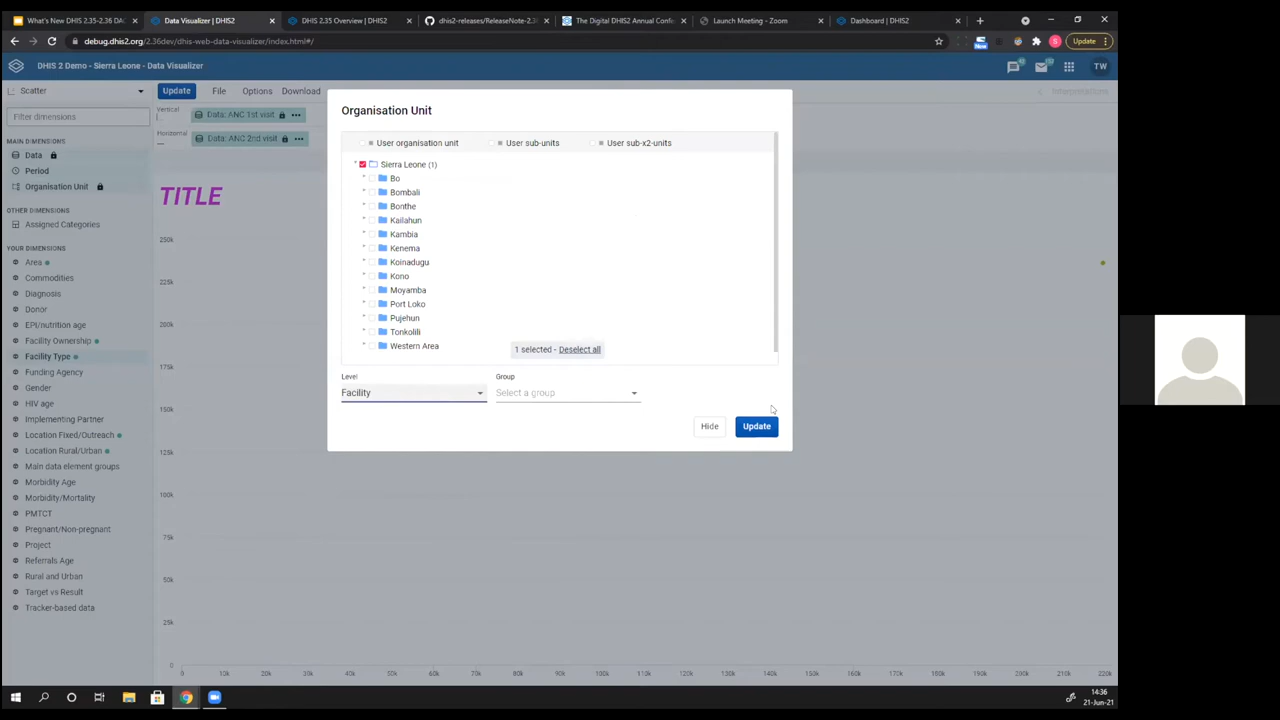 What's New DHIS 2.35-2.36 DA
Data Visualizer | DHIS2
DHIS 2.35 Overview | DHIS2
dhis2-releases/ReleaseNote-2.3
The Digital DHIS2 Annual Confe
Launch Meeting - Zoom
Dashboard | DHIS2
debug.dhis2.org/2.36dev/dhis-web-data-visualizer/index.html#/
New
S
Update
DHIS 2 Demo - Sierra Leone - Data Visualizer
TW
Scatter
Update
File
Options
Download
Interpretations
Filter dimensions
Vertical
Data: ANC 1st visit
Horizontal
Data: ANC 2nd visit
MAIN DIMENSIONS
Data
Period
Organisation Unit
OTHER DIMENSIONS
Assigned Categories
YOUR DIMENSIONS
Area
Commodities
Diagnosis
Donor
EPI/nutrition age
Facility Ownership
Facility Type
Funding Agency
Gender
HIV age
Implementing Partner
Location Fixed/Outreach
Location Rural/Urban
Main data element groups
Morbidity Age
Morbidity/Mortality
PMTCT
Pregnant/Non-pregnant
Project
Referrals Age
Rural and Urban
Target vs Result
Tracker-based data
TITLE
250k
225k
200k
175k
150k
125k
100k
75k
50k
25k
0
0
10k
20k
30k
40k
50k
60k
70k
80k
90k
100k
110k
120k
130k
140k
150k
160k
170k
180k
190k
200k
210k
220k
Organisation Unit
User organisation unit
User sub-units
User sub-x2-units
Sierra Leone (1)
Bo
Bombali
Bonthe
Kailahun
Kambia
Kenema
Koinadugu
Kono
Moyamba
Port Loko
Pujehun
Tonkolili
Western Area
1 selected - Deselect all
Level
Group
Facility
Select a group
Hide
Update
14:36
21-Jun-21